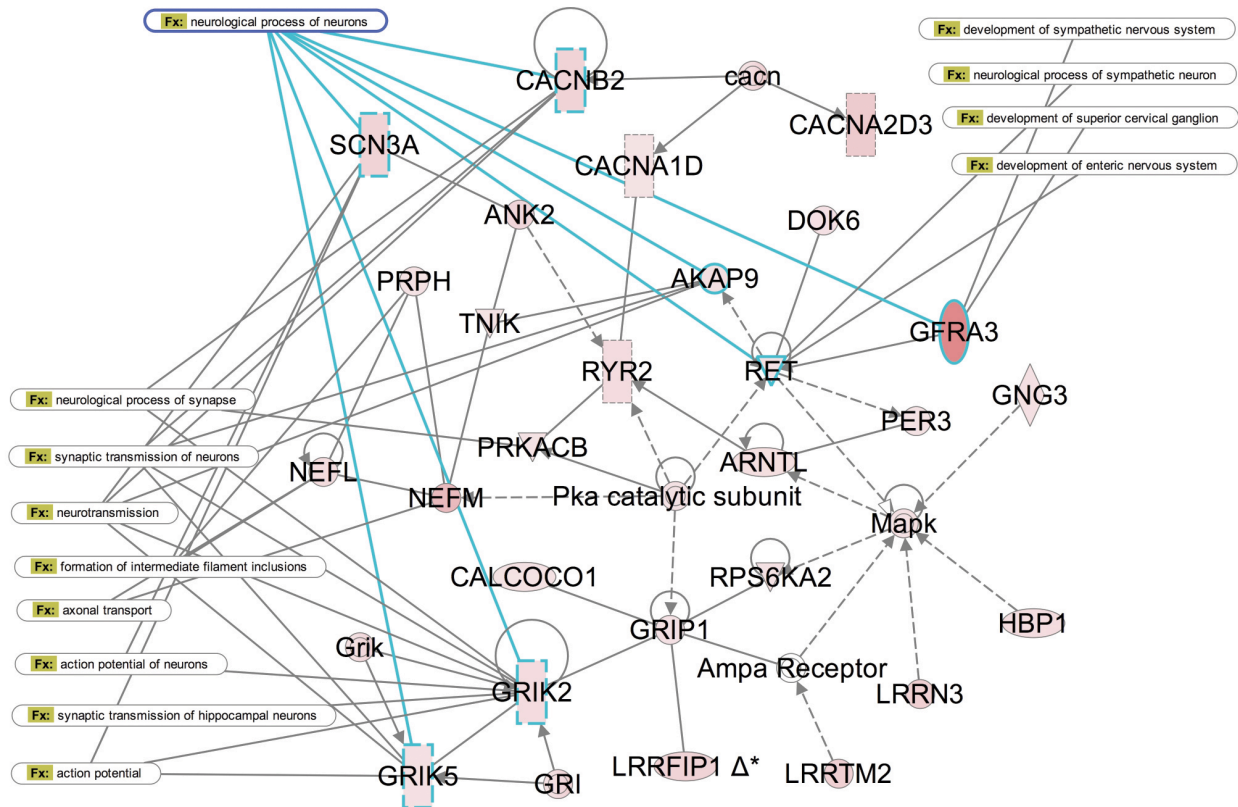 Fx: neurological process of neurons
Fx: development of sympathetic nervous system
Fx: neurological process of sympathetic neuron
Fx: development of superior cervical ganglion
Fx: development of enteric nervous system
CACNB2
cacn
CACNA2D3
SCN3A
CACNA1D
ANK2
DOK6
PRPH
AKAP9
TNIK
GFRA3
RYR2
RET
GNG3
Fx: neurological process of synapse
PER3
PRKACB
Fx: synaptic transmission of neurons
NEFL
ARNTL
NEFM
Pka catalytic subunit
Fx: neurotransmission
Mapk
Fx: formation of intermediate filament inclusions
CALCOCO1
RPS6KA2
Fx: axonal transport
HBP1
GRIP1
Grik
Fx: action potential of neurons
Ampa Receptor
GRIK2
LRRN3
Fx: synaptic transmission of hippocampal neurons
Fx: action potential
GRIK5
GRI
LRRFIP1 Δ*
LRRTM2